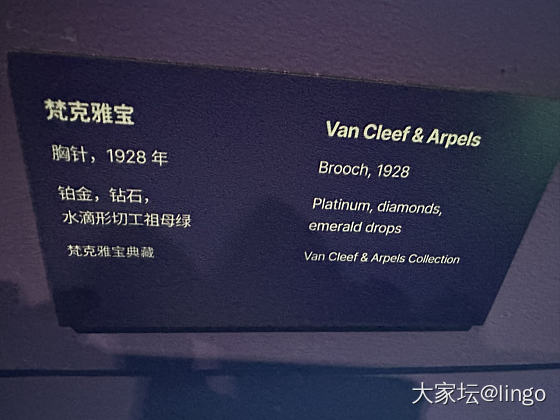 梵克雅宝
胸针，1928 年
铂金，钻石，
水滴形切工祖母绿
梵克雅宝典藏
Van Cleef & Arpels
Brooch, 1928
Platinum, diamonds,
emerald drops
Van Cleef & Arpels Collection
大家坛@lingo